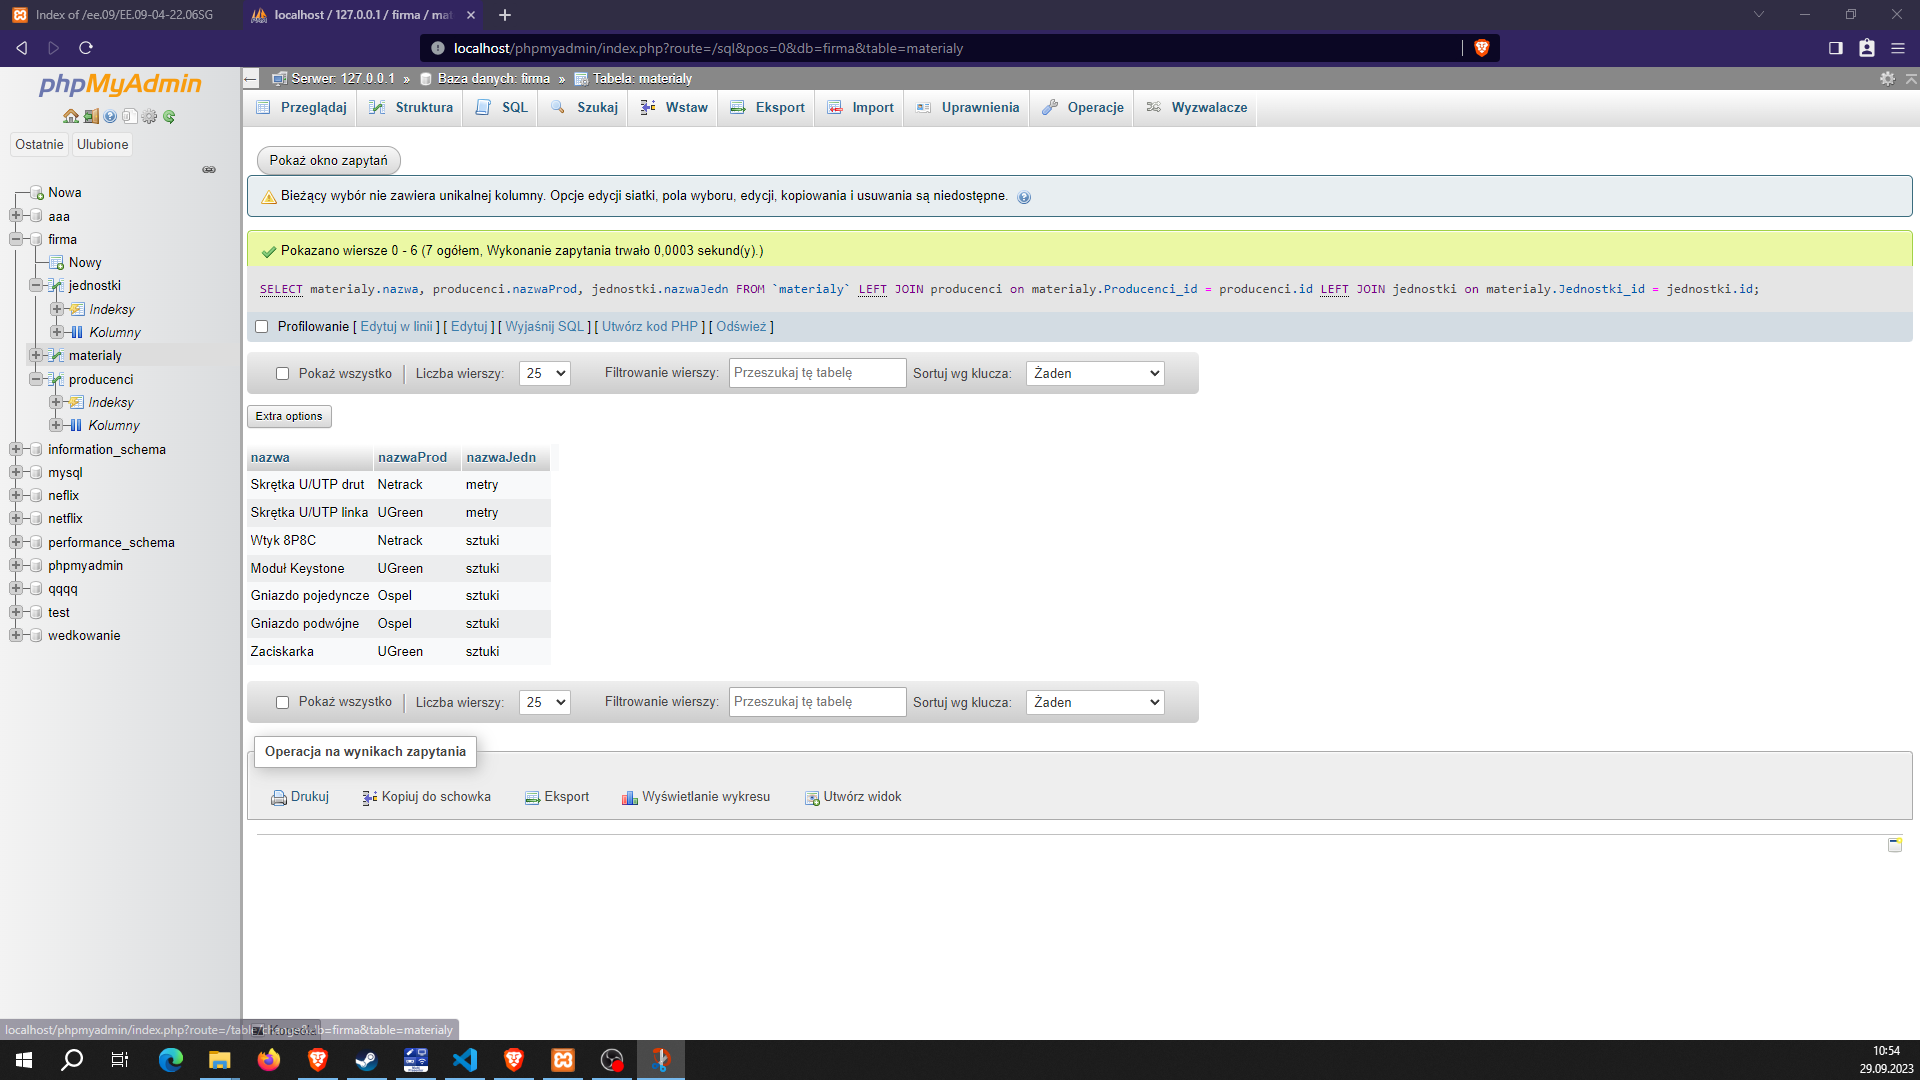 Index of /ee.09/EE.09-04-22.06SG
localhost / 127.0.0.1 / firma / mat
localhost/phpmyadmin/index.php?route=/sql&pos=0&db=firma&table=materialy
phpMyAdmin
Ostatnie Ulubione
Nowa
aaa
firma
Nowy
jednostki
Indeksy
Kolumny
materialy
producenci
Indeksy
Kolumny
information_schema
mysql
neflix
netflix
performance_schema
phpmyadmin
qqqq
test
wedkowanie
Serwer: 127.0.0.1 » Baza danych: firma » Tabela: materialy
Przeglądaj Struktura SQL Szukaj Wstaw Eksport Import Uprawnienia Operacje Wyzwalacze
Pokaż okno zapytań
Bieżący wybór nie zawiera unikalnej kolumny. Opcje edycji siatki, pola wyboru, edycji, kopiowania i usuwania są niedostępne.
Pokazano wiersze 0 - 6 (7 ogółem, Wykonanie zapytania trwało 0,0003 sekund(y).)
SELECT materialy.nazwa, producenci.nazwaProd, jednostki.nazwaJedn FROM `materialy` LEFT JOIN producenci on materialy.Producenci_id = producenci.id LEFT JOIN jednostki on materialy.Jednostki_id = jednostki.id;
Profilowanie [ Edytuj w linii ] [ Edytuj ] [ Wyjaśnij SQL ] [ Utwórz kod PHP ] [ Odśwież ]
Pokaż wszystko Liczba wierszy: 25 Filtrowanie wierszy: Przeszukaj tę tabelę Sortuj wg klucza: Żaden
Extra options
nazwa nazwaProd nazwaJedn
Skrętka U/UTP drut Netrack metry
Skrętka U/UTP linka UGreen metry
Wtyk 8P8C Netrack sztuki
Moduł Keystone UGreen sztuki
Gniazdo pojedyncze Ospel sztuki
Gniazdo podwójne Ospel sztuki
Zaciskarka UGreen sztuki
Pokaż wszystko Liczba wierszy: 25 Filtrowanie wierszy: Przeszukaj tę tabelę Sortuj wg klucza: Żaden
Operacja na wynikach zapytania
Drukuj Kopiuj do schowka Eksport Wyświetlanie wykresu Utwórz widok
localhost/phpmyadmin/index.php?route=/table/change&db=firma&table=materialy
10:54
29.09.2023